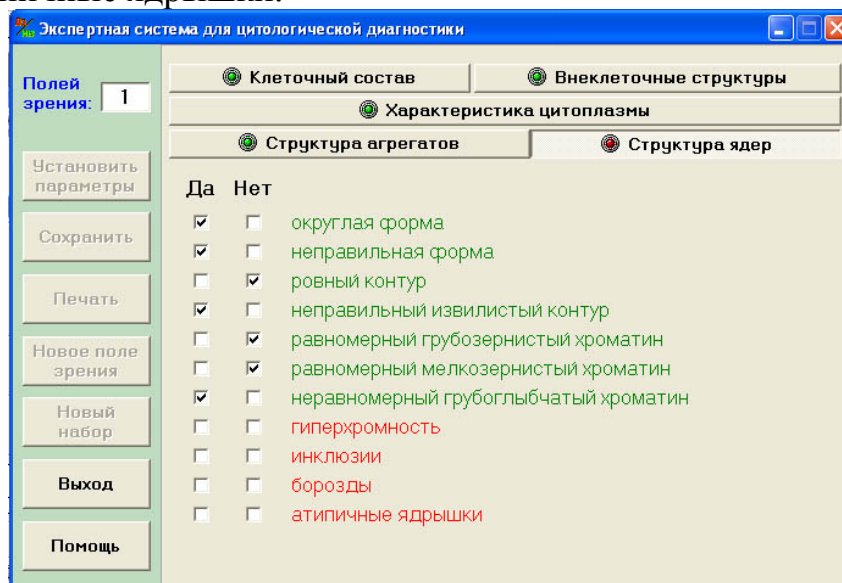 ичные ядрышки.
Экспертная система для цитологической диагностики
Полей
зрения: 1
Установить
параметры
Сохранить
Печать
Новое поле
зрения
Новый
набор
Выход
Помощь
Клеточный состав
Внеклеточные структуры
Характеристика цитоплазмы
Структура агрегатов
Структура ядер
Да Нет
округлая форма
неправильная форма
ровный контур
неправильный извилистый контур
равномерный грубозернистый хроматин
равномерный мелкозернистый хроматин
неравномерный грубоглыбчатый хроматин
гиперхромность
инклюзии
борозды
атипичные ядрышки